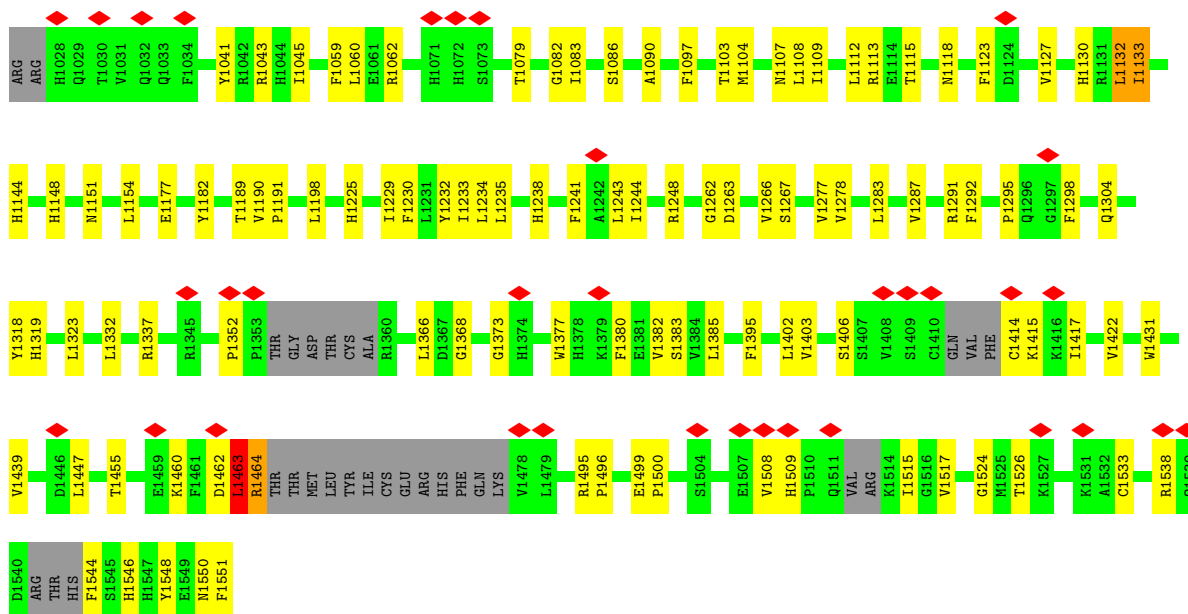 ARG ARG H1028 Q1029 T1030 V1031 Q1032 Q1033 F1034 Y1041 R1042 R1043 H1044 I1045 F1059 L1060 E1061 R1062 H1071 H1072 S1073 T1079 G1082 I1083 S1086 A1090 F1097 T1103 M1104 N1107 L1108 I1109 L1112 R1113 E1114 T1115 N1118 F1123 D1124 V1127 H1130 R1131 L1132 I1133
H1144 H1148 N1151 L1154 E1177 Y1182 T1189 V1190 P1191 L1198 H1225 I1229 F1230 L1231 Y1232 I1233 L1234 L1235 H1238 F1241 A1242 L1243 I1244 R1248 G1262 D1263 V1266 S1267 V1277 V1278 L1283 V1287 R1291 F1292 P1295 Q1296 G1297 F1298 Q1304
Y1318 H1319 L1323 L1332 R1337 R1345 P1352 P1353 THR GLY ASP THR CYS ALA R1360 L1366 D1367 G1368 G1373 H1374 W1377 H1378 K1379 F1380 E1381 V1382 S1383 V1384 L1385 F1395 L1402 V1403 S1406 S1407 V1408 S1409 C1410 GLN VAL PHE C1414 K1415 K1416 I1417 V1422 W1431
V1439 D1446 L1447 T1455 E1459 K1460 F1461 D1462 L1463 R1464 THR THR MET LEU TYR ILE CYS GLU ARG HIS PHE GLN LYS V1478 L1479 R1495 P1496 E1499 P1500 S1504 E1507 V1508 H1509 P1510 Q1511 VAL ARG K1514 I1515 G1516 V1517 G1524 M1525 T1526 K1527 K1531 A1532 C1533 R1538
D1540 ARG THR HIS F1544 S1545 H1546 H1547 Y1548 E1549 N1550 F1551